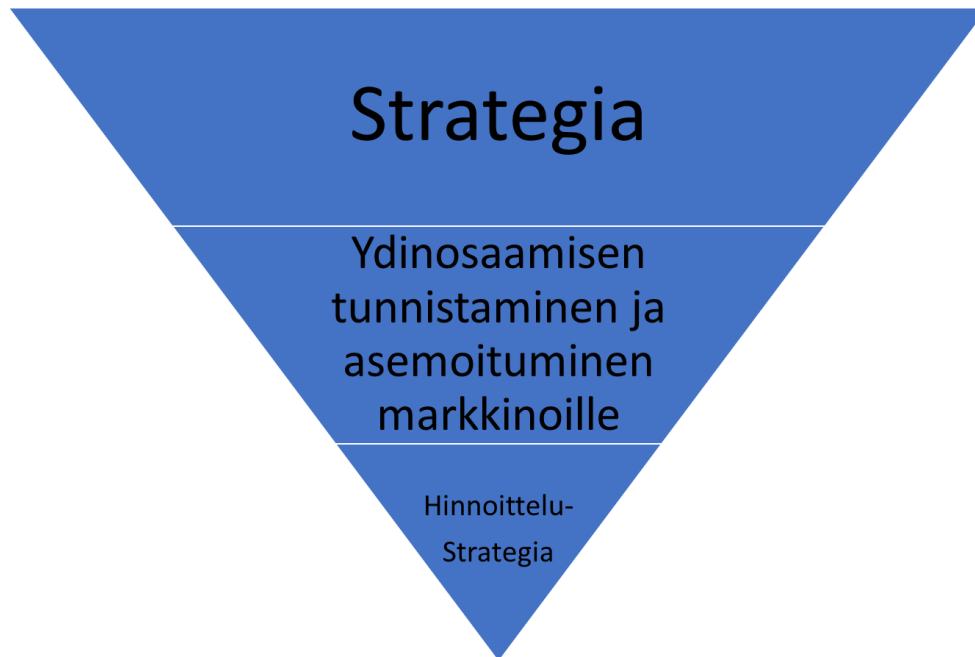 Strategia
Ydinosaamisen
tunnistaminen ja
asemoituminen
markkinoille
Hinnoittelu-
Strategia